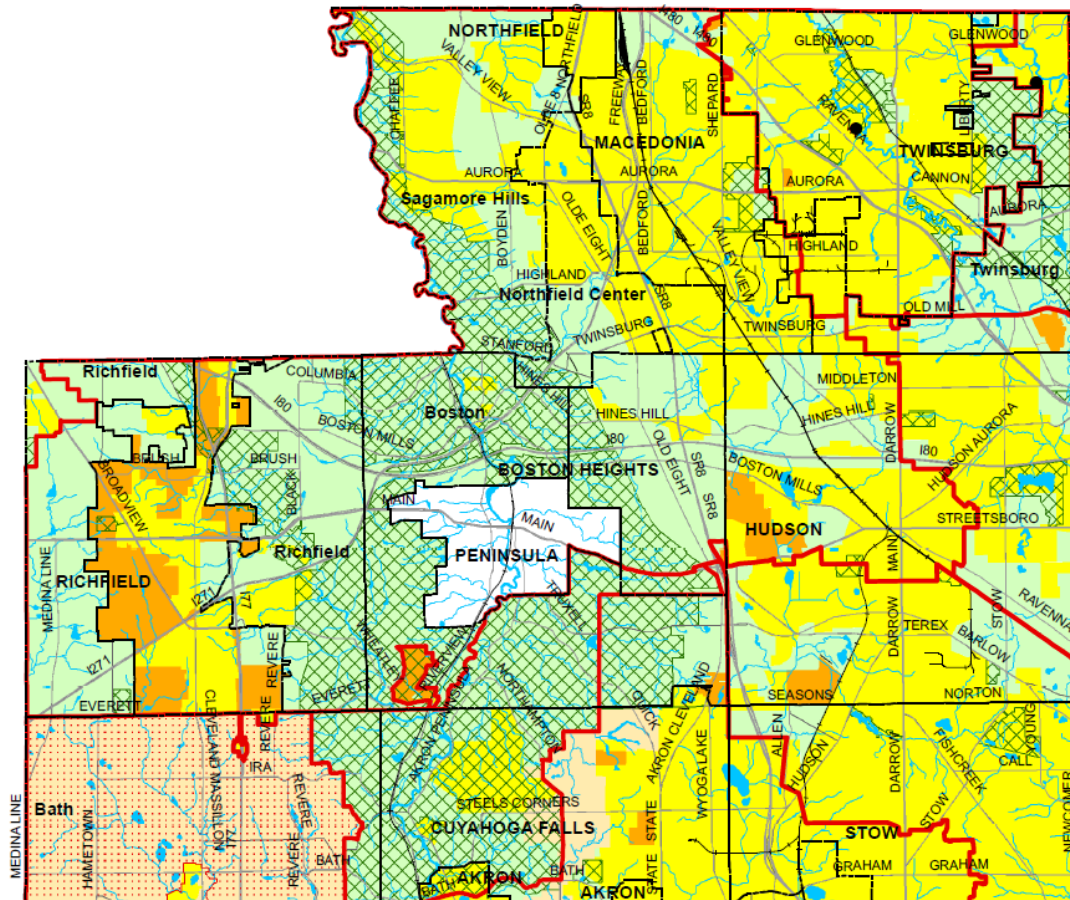 NORTHFIELD
I480
I480
GLENWOOD
GLENWOOD
VALLEY VIEW
OLDE 8 NORTHFIELD
SR8
FREEWAY
BEDFORD
SHEPARD
RAVENNA
LIBERTY
CHAFFEE
MACEDONIA
TWINSBURG
AURORA
AURORA
AURORA
CANNON
AURORA
Sagamore Hills
BOYDEN
OLDE EIGHT
BEDFORD
VALLEY VIEW
HIGHLAND
HIGHLAND
Twinsburg
Northfield Center
SR8
OLD MILL
STANFORD
TWINSBURG
TWINSBURG
Richfield
COLUMBIA
HINES HILL
MIDDLETON
I80
Boston
HINES HILL
HINES HILL
DARROW
HUDSON AURORA
BOSTON MILLS
I80
OLD EIGHT
SR8
I80
BRUSH
BRUSH
BOSTON HEIGHTS
BOSTON MILLS
BROADVIEW
BLACK
MAIN
MAIN
SR8
HUDSON
STREETSBORO
Richfield
PENINSULA
MAIN
MEDINA LINE
RICHFIELD
I271
I77
TRUXELL
DARROW
STOW
RAVENNA
TEREX
BARLOW
REVERE
WHEATLEY
RIVERVIEW
I271
EVERETT
EVERETT
AKRON PENINSULA
NORTHAMPTON
QUICK
AKRON CLEVELAND
SEASONS
NORTON
CLEVELAND MASSILLON
REVERE
IRA
WYOGA LAKE
ALLEN
HUDSON
DARROW
FISHCREEK
YOUNG
CALL
MEDINA LINE
Bath
HAMETOWN
I77
REVERE
REVERE
STEELS CORNERS
STATE
STOW
NEWCOMER
CUYAHOGA FALLS
STOW
BATH
BATH
BATH
AKRON
AKRON
STATE
GRAHAM
GRAHAM